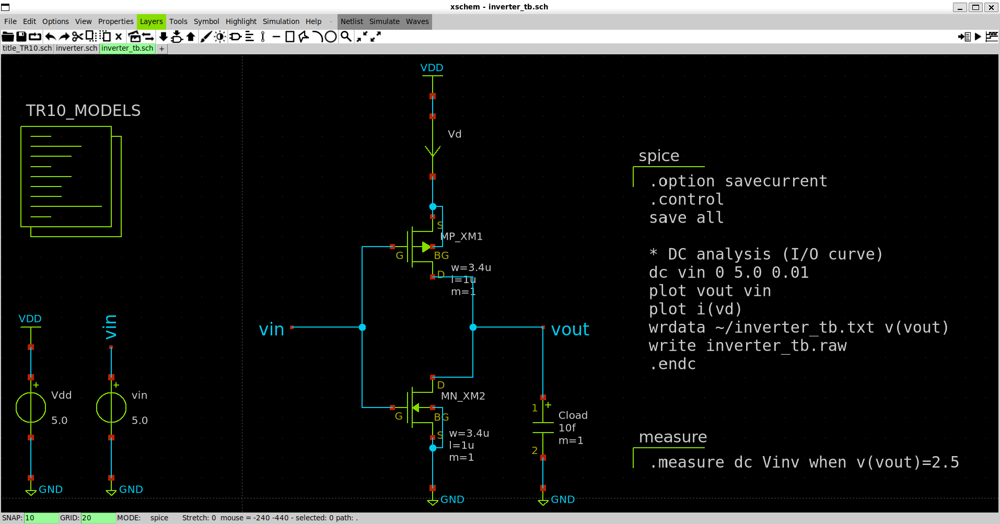 xschem - inverter_tb.sch
File Edit Options View Properties Layers Tools Symbol Highlight Simulation Help - Netlist Simulate Waves
title_TR10.sch inverter.sch inverter_tb.sch +
VDD
TR10_MODELS
Vd
spice
.option savecurrent
.control
save all
* DC analysis (I/O curve)
dc vin 0 5.0 0.01
plot vout vin
plot i(vd)
wrdata ~/inverter_tb.txt v(vout)
write inverter_tb.raw
.endc
S
MP_XM1
G
BG
D
w=3.4u
l=1u
m=1
VDD
vin
vin
vout
+
Vdd
5.0
+
vin
5.0
D
MN_XM2
G
BG
S
w=3.4u
l=1u
m=1
1
+
Cload
10f
m=1
2
measure
.measure dc Vinv when v(vout)=2.5
GND
GND
GND
GND
SNAP: 10 GRID: 20 MODE: spice Stretch: 0 mouse = -240 -440 - selected: 0 path: .